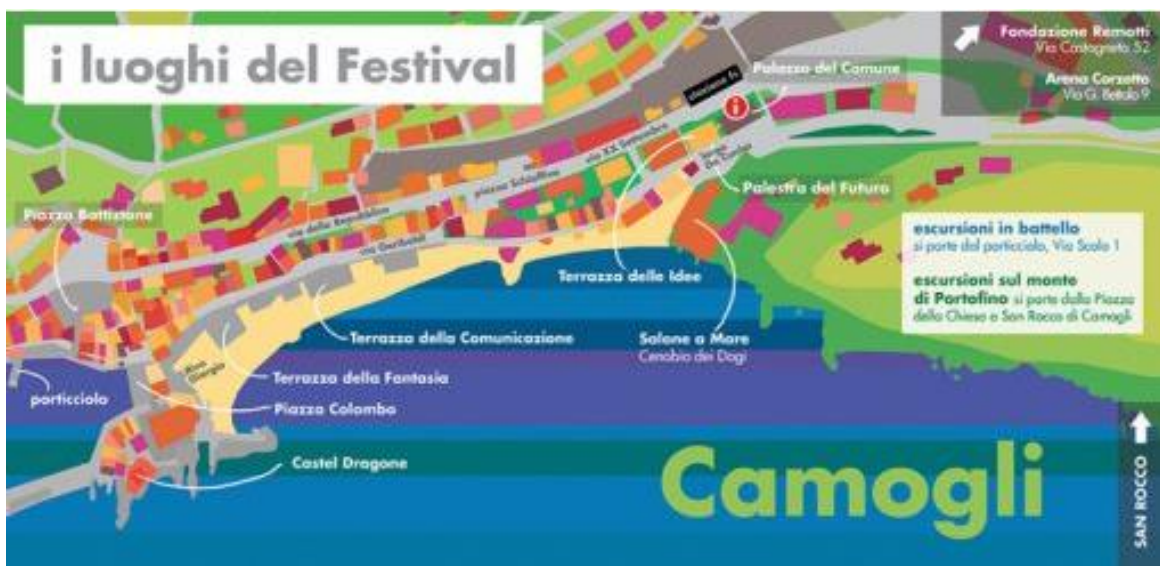 i luoghi del Festival
Fondazione Remotti
Via Castagneto 52
Arena Corzetto
Via G. Bettolo 9
Palazzo del Comune
stazione fs
i
via XX Settembre
piazza Schiaffino
Palestra del Futuro
Piazza Battistone
via della Repubblica
via Garibaldi
escursioni in battello
si parte dal porticciolo, Via Scalo 1
escursioni sul monte
di Portofino si parte dalla Piazza
della Chiesa a San Rocco di Camogli
Terrazza delle Idee
Terrazza della Comunicazione
Salone a Mare
Cenobio dei Dogi
Terrazza della Fantasia
porticciolo
Piazza Colombo
Castel Dragone
Camogli
SAN ROCCO